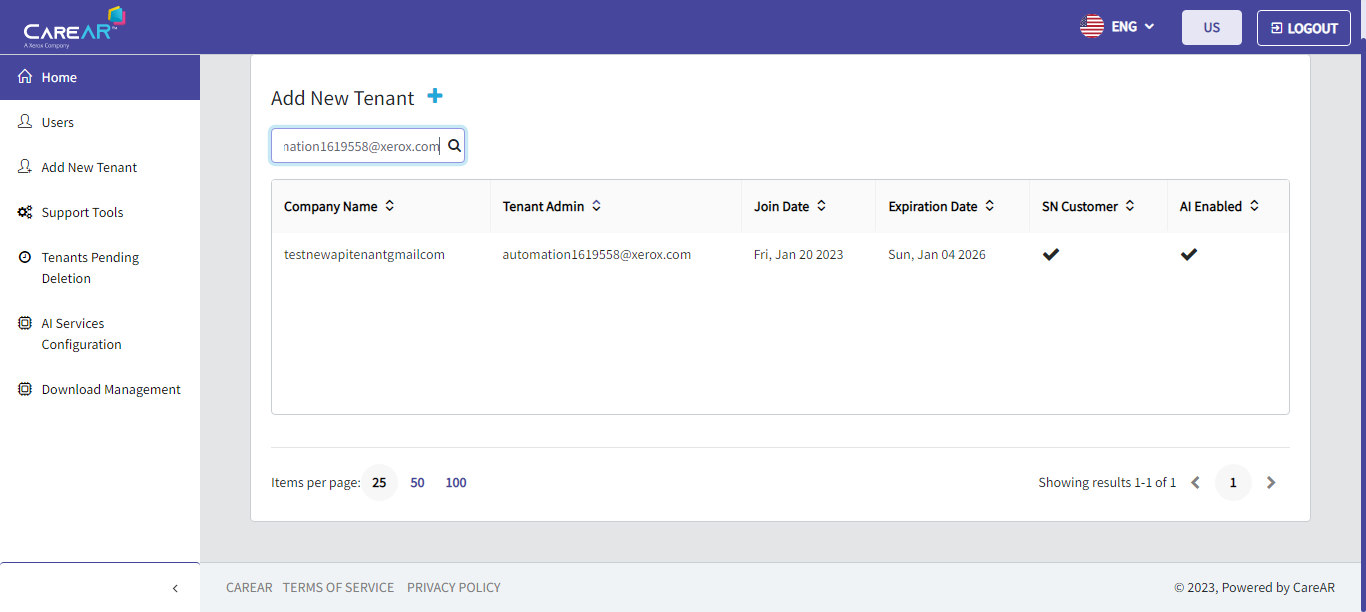 CAREAR™
A Xerox Company
ENG
US
LOGOUT
Home
Users
Add New Tenant
Support Tools
Tenants Pending
Deletion
AI Services
Configuration
Download Management
Add New Tenant
mation1619558@xerox.com
Company Name Tenant Admin Join Date Expiration Date SN Customer AI Enabled
testnewapitenantgmailcom automation1619558@xerox.com Fri, Jan 20 2023 Sun, Jan 04 2026
Items per page: 25 50 100
Showing results 1-1 of 1 1
CAREAR TERMS OF SERVICE PRIVACY POLICY
© 2023, Powered by CareAR